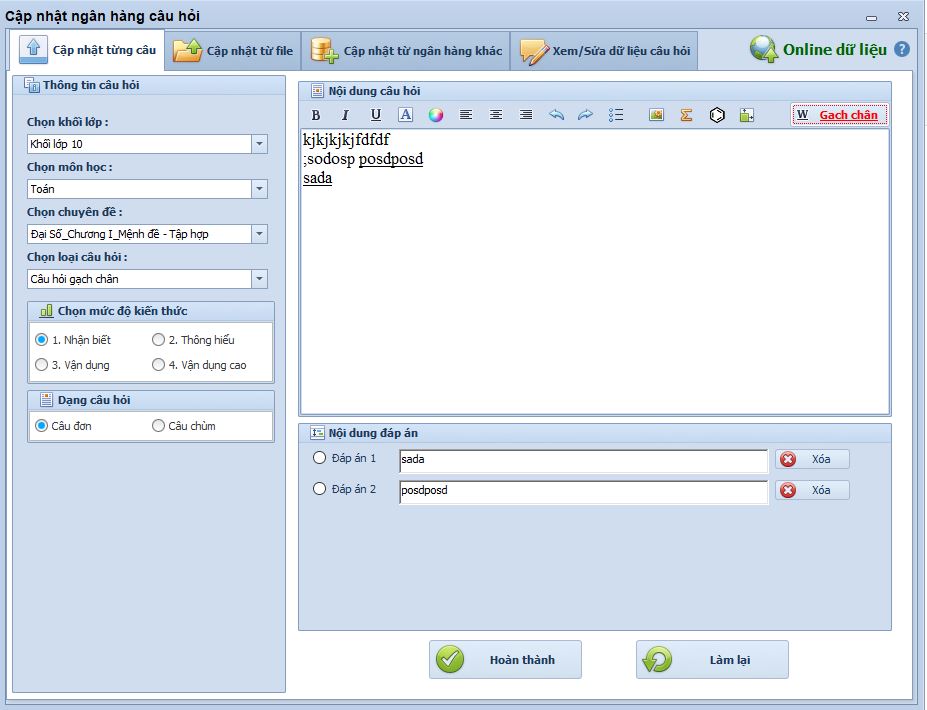 Cập nhật ngân hàng câu hỏi
Cập nhật từng câu
Cập nhật từ file
Cập nhật từ ngân hàng khác
Xem/Sửa dữ liệu câu hỏi
Online dữ liệu ?
Thông tin câu hỏi
Chọn khối lớp :
Khối lớp 10
Chọn môn học :
Toán
Chọn chuyên đề :
Đại Số_Chương I_Mệnh đề - Tập hợp
Chọn loại câu hỏi :
Câu hỏi gạch chân
Chọn mức độ kiến thức
1. Nhận biết
2. Thông hiểu
3. Vận dụng
4. Vận dụng cao
Dạng câu hỏi
Câu đơn
Câu chùm
Nội dung câu hỏi
B I U A Σ W Gạch chân
kjkjkjkjfdfdf
;sodosp posdposd
sada
Nội dung đáp án
Đáp án 1 sada Xóa
Đáp án 2 posdposd Xóa
Hoàn thành
Làm lại